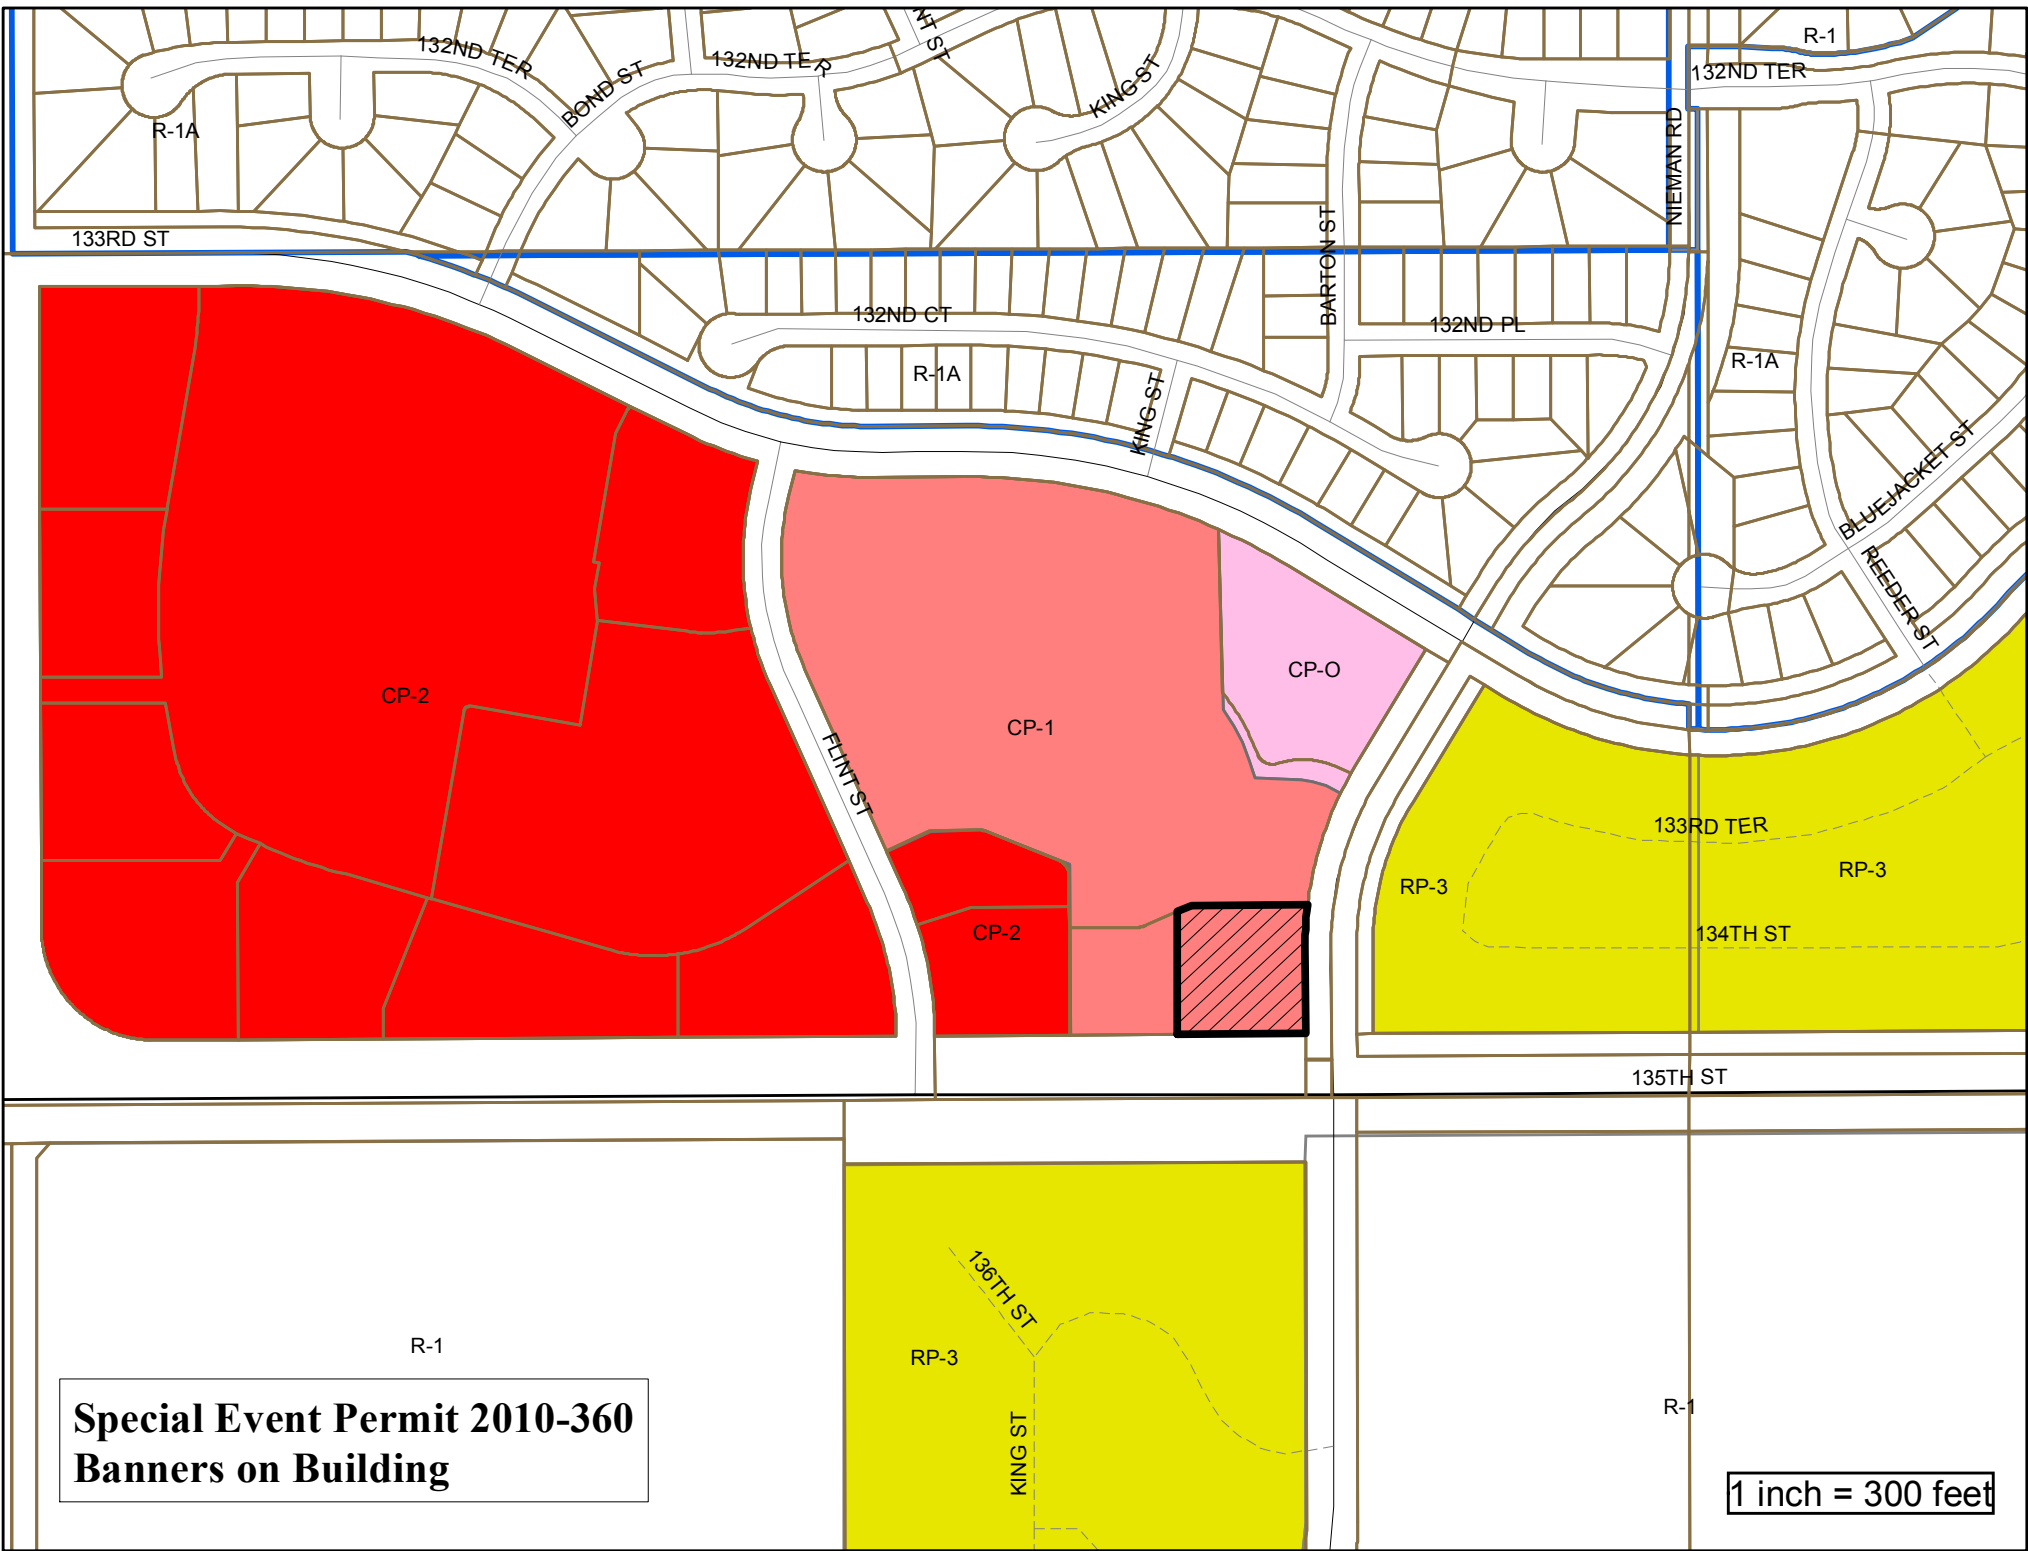 NT ST
R-1
132ND TER
132ND TER
132ND TER
BOND ST
KING ST
R-1A
NIEMAN RD
133RD ST
BARTON ST
132ND CT
132ND PL
R-1A
R-1A
KING ST
BLUEJACKET ST
REEDER ST
CP-O
CP-2
CP-1
FLINT ST
133RD TER
RP-3
RP-3
CP-2
134TH ST
135TH ST
136TH ST
R-1
RP-3
R-1
KING ST
Special Event Permit 2010-360
Banners on Building
1 inch = 300 feet